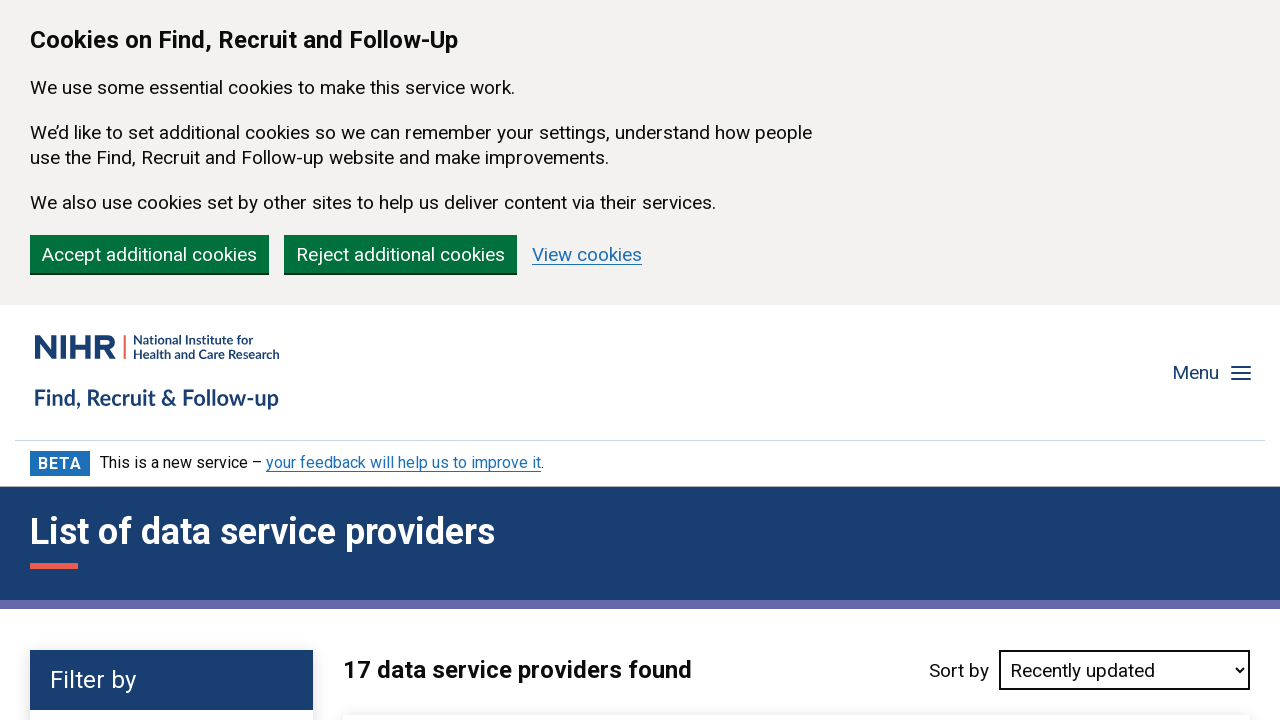 Cookies on Find, Recruit and Follow-Up
We use some essential cookies to make this service work.
We’d like to set additional cookies so we can remember your settings, understand how people
use the Find, Recruit and Follow-up website and make improvements.
We also use cookies set by other sites to help us deliver content via their services.
Accept additional cookies Reject additional cookies View cookies
NIHR National Institute for
Health and Care Research
Find, Recruit & Follow-up
Menu
BETA This is a new service – your feedback will help us to improve it.
List of data service providers
Filter by
17 data service providers found
Sort by Recently updated